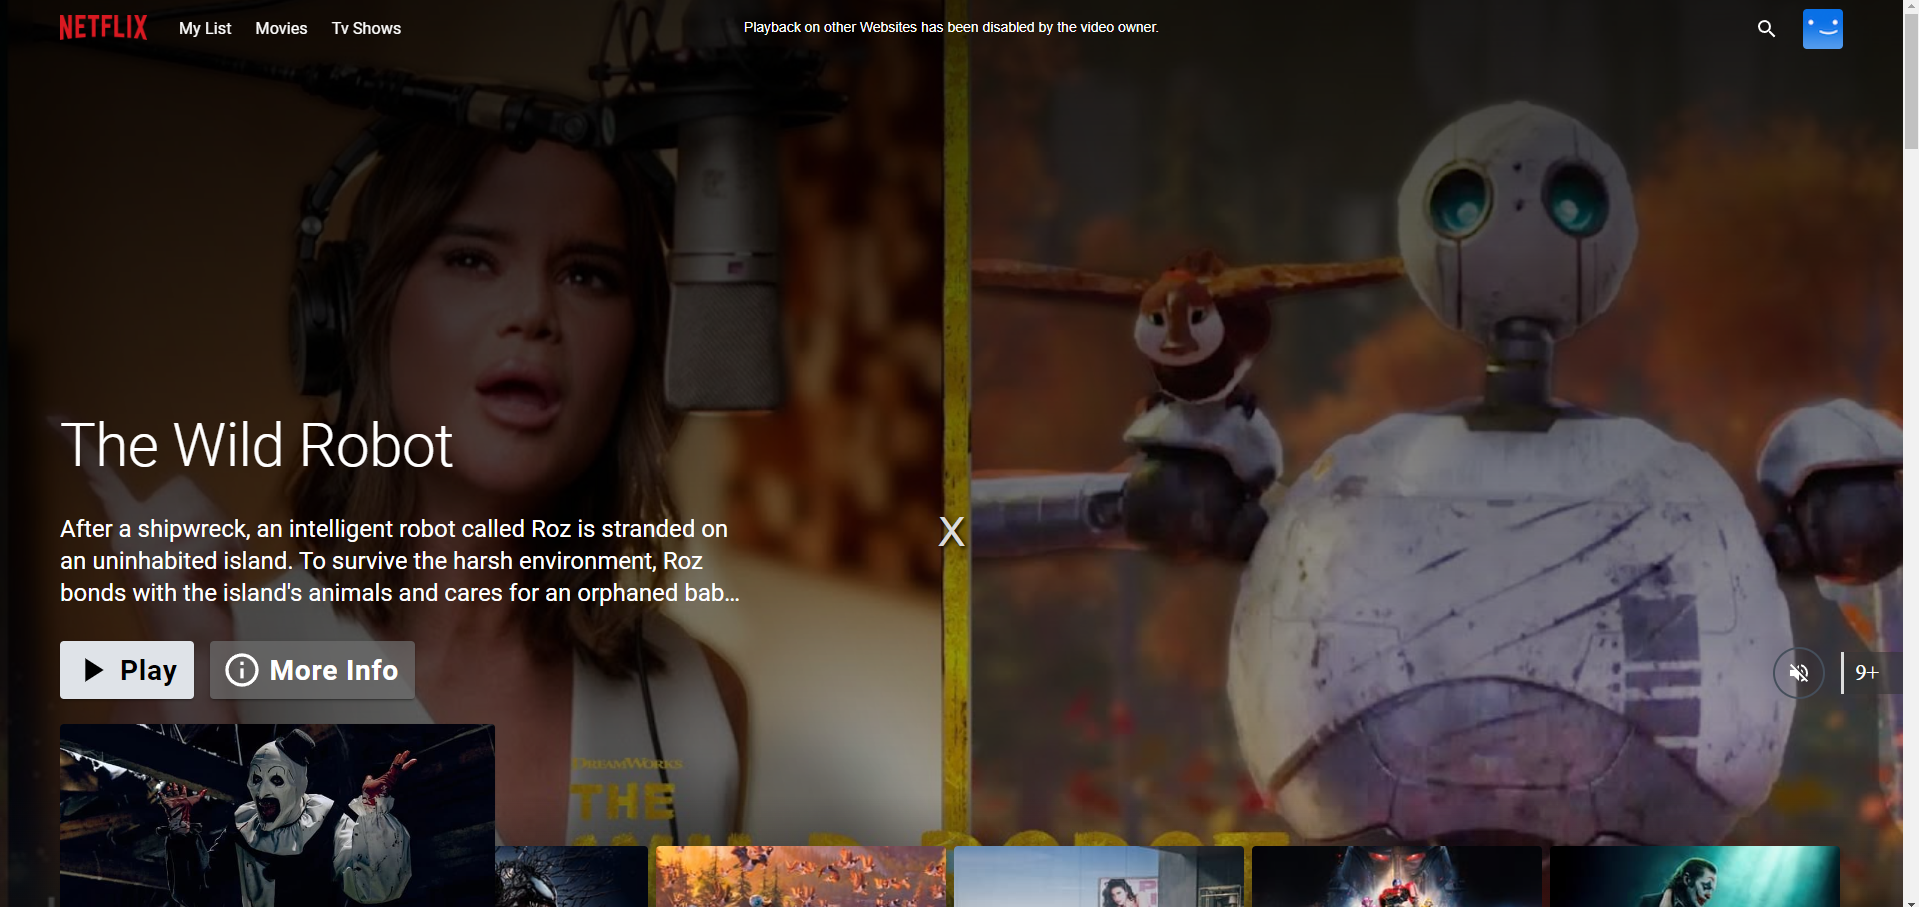 NETFLIX
My List
Movies
Tv Shows
Playback on other Websites has been disabled by the video owner.
The Wild Robot
After a shipwreck, an intelligent robot called Roz is stranded on
an uninhabited island. To survive the harsh environment, Roz
bonds with the island's animals and cares for an orphaned bab...
X
Play
More Info
9+
DREAMWORKS
THE
ROBOT